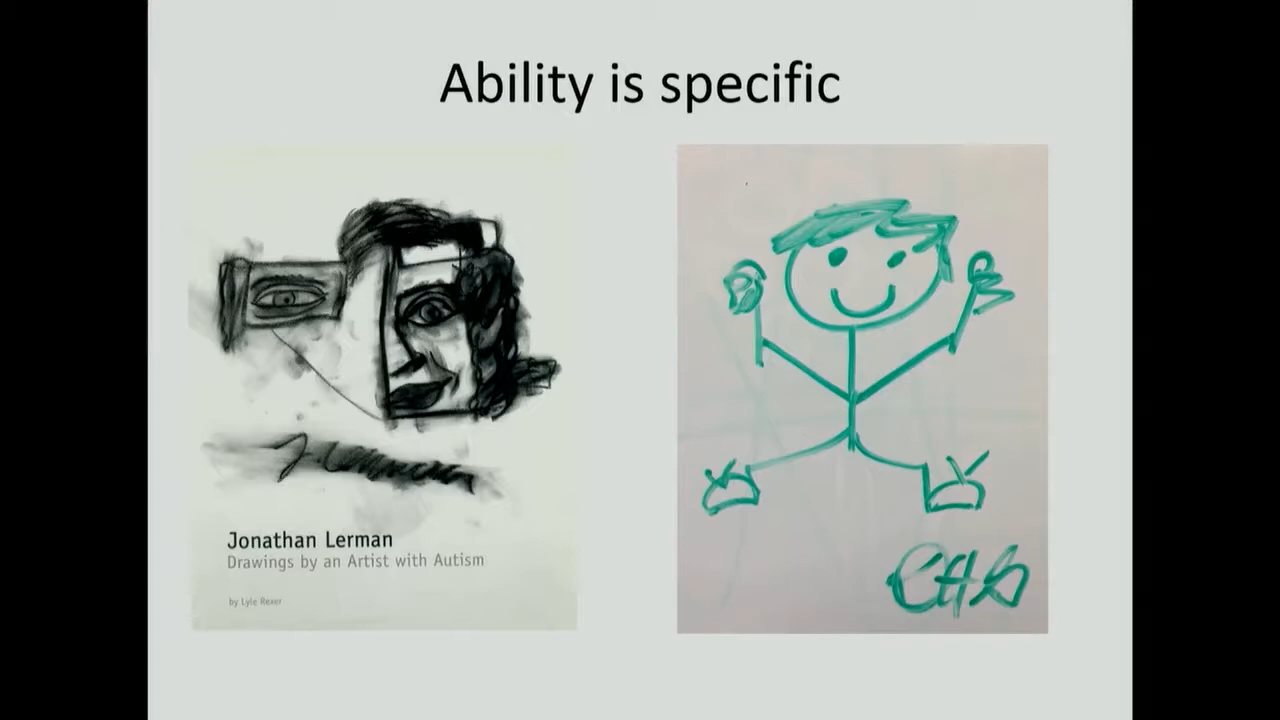 Ability is specific
Jonathan Lerman
Drawings by an Artist with Autism
by Lyle Rexer